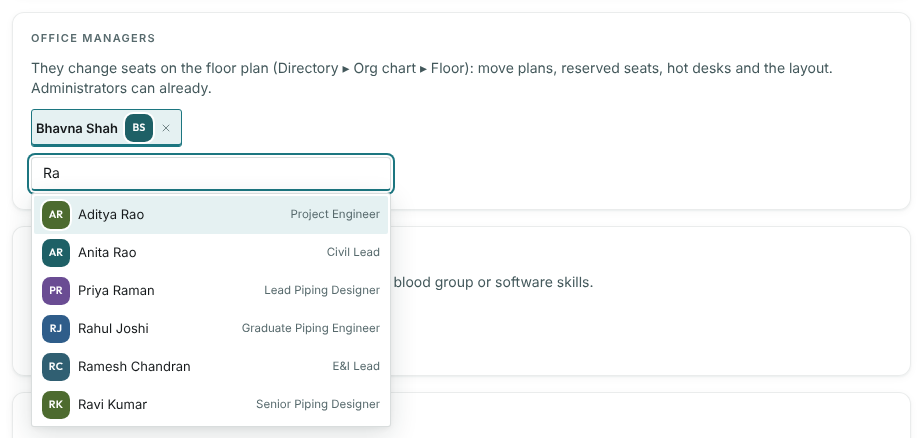 OFFICE MANAGERS
They change seats on the floor plan (Directory ▸ Org chart ▸ Floor): move plans, reserved seats, hot desks and the layout.
Administrators can already.
Bhavna Shah BS ×
Ra
AR Aditya Rao Project Engineer
AR Anita Rao Civil Lead
blood group or software skills.
PR Priya Raman Lead Piping Designer
RJ Rahul Joshi Graduate Piping Engineer
RC Ramesh Chandran E&I Lead
RK Ravi Kumar Senior Piping Designer